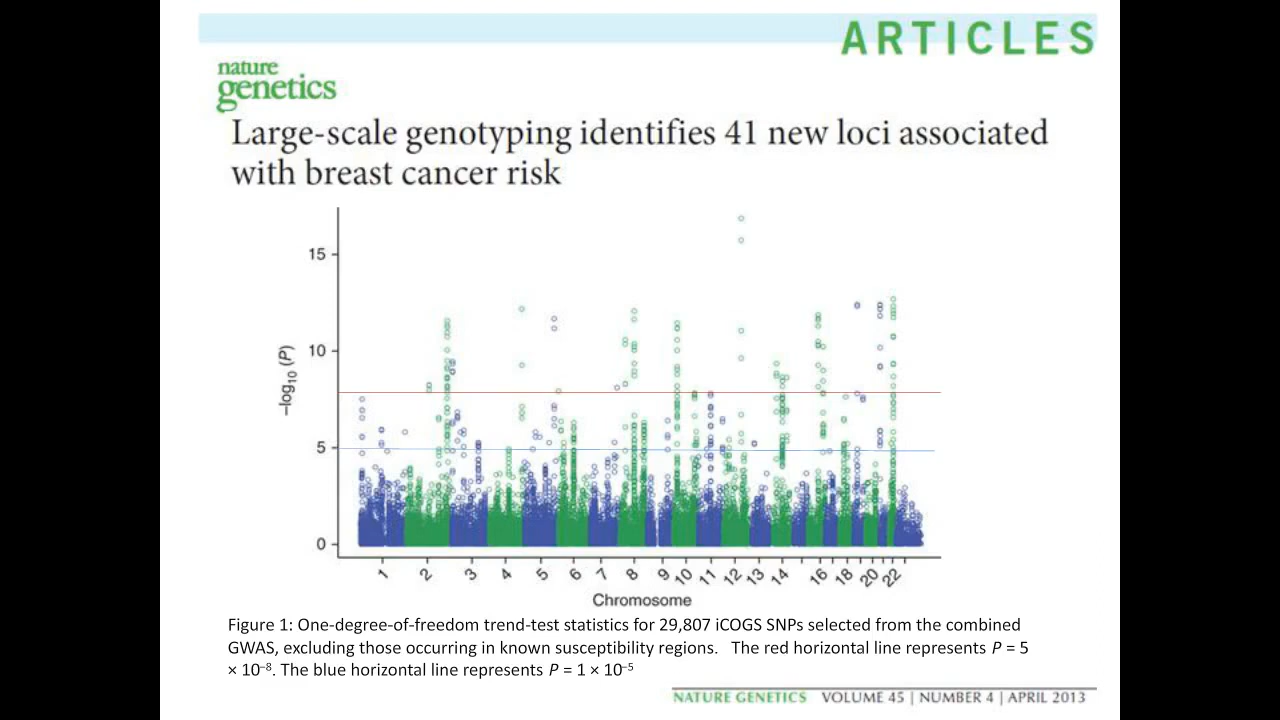 ARTICLES
nature
genetics
Large-scale genotyping identifies 41 new loci associated
with breast cancer risk
15
10
5
0
−log10 (P)
1 2 3 4 5 6 7 8 9 10 11 12 13 14 16 18 20 22
Chromosome
Figure 1: One-degree-of-freedom trend-test statistics for 29,807 iCOGS SNPs selected from the combined
GWAS, excluding those occurring in known susceptibility regions. The red horizontal line represents P = 5
× 10⁻⁸. The blue horizontal line represents P = 1 × 10⁻⁵
NATURE GENETICS VOLUME 45 | NUMBER 4 | APRIL 2013